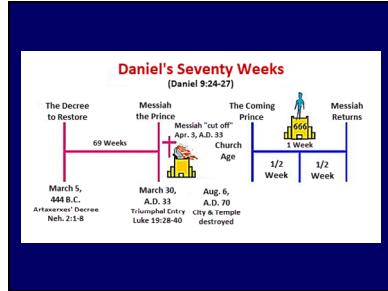 Daniel's Seventy Weeks
(Daniel 9:24-27)
The Decree
to Restore
Messiah
the Prince
Messiah "cut off"
Apr. 3, A.D. 33
The Coming
Prince
Messiah
Returns
69 Weeks
Church
Age
666
1 Week
1/2
Week
1/2
Week
March 5,
444 B.C.
Artaxerxes' Decree
Neh. 2:1-8
March 30,
A.D. 33
Triumphal Entry
Luke 19:28-40
Aug. 6,
A.D. 70
City & Temple
destroyed